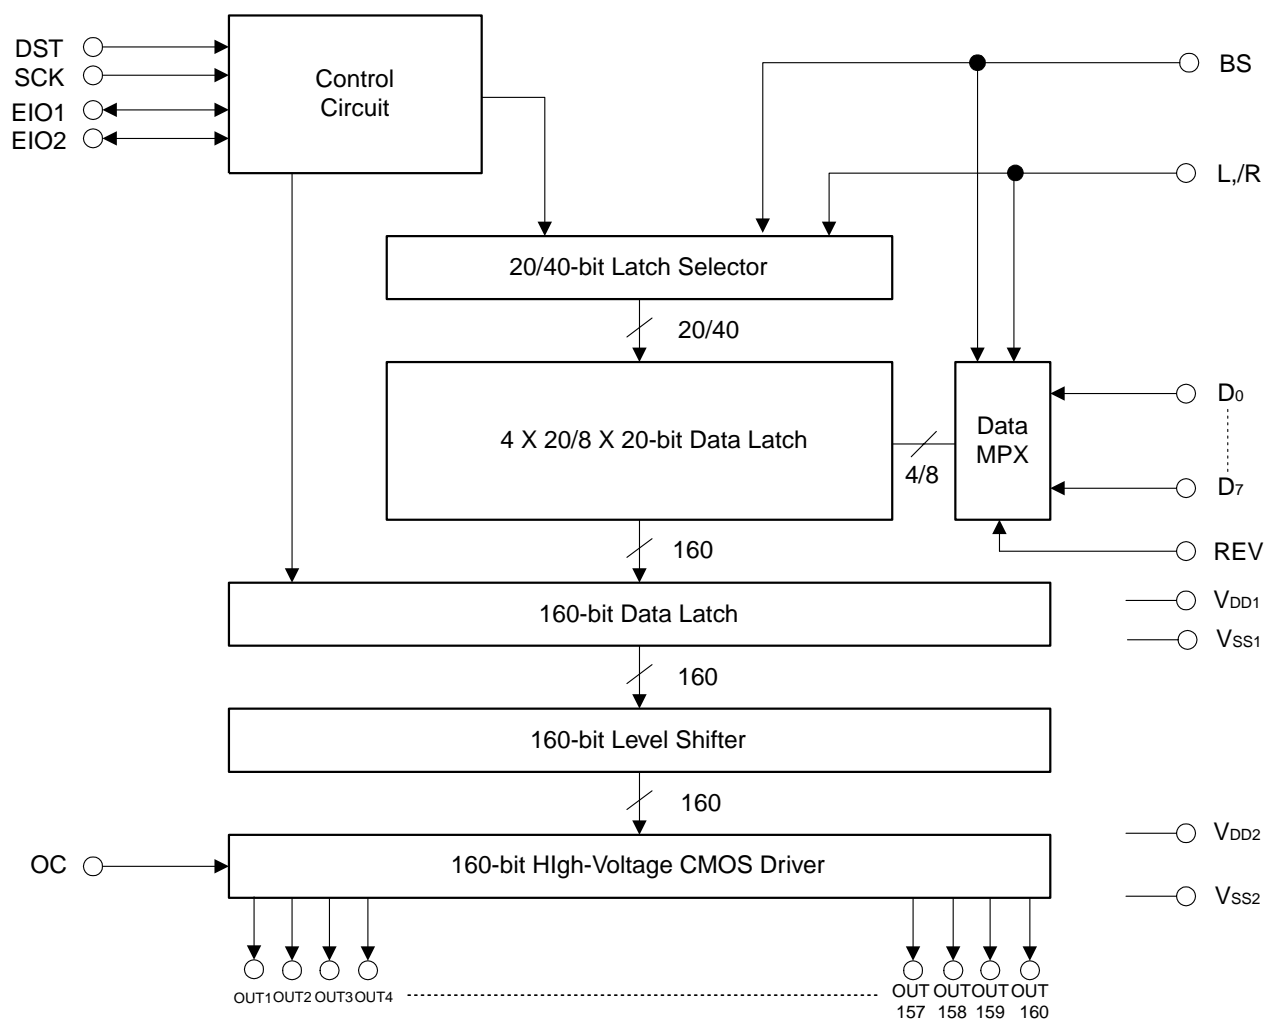 DST
SCK
EIO1
EIO2
Control
Circuit
BS
L,/R
20/40-bit Latch Selector
20/40
4 X 20/8 X 20-bit Data Latch
4/8
Data
MPX
D0
D7
REV
160
160-bit Data Latch
VDD1
VSS1
160
160-bit Level Shifter
160
VDD2
OC
160-bit HIgh-Voltage CMOS Driver
VSS2
OUT1 OUT2 OUT3 OUT4
OUT OUT OUT OUT
157 158 159 160